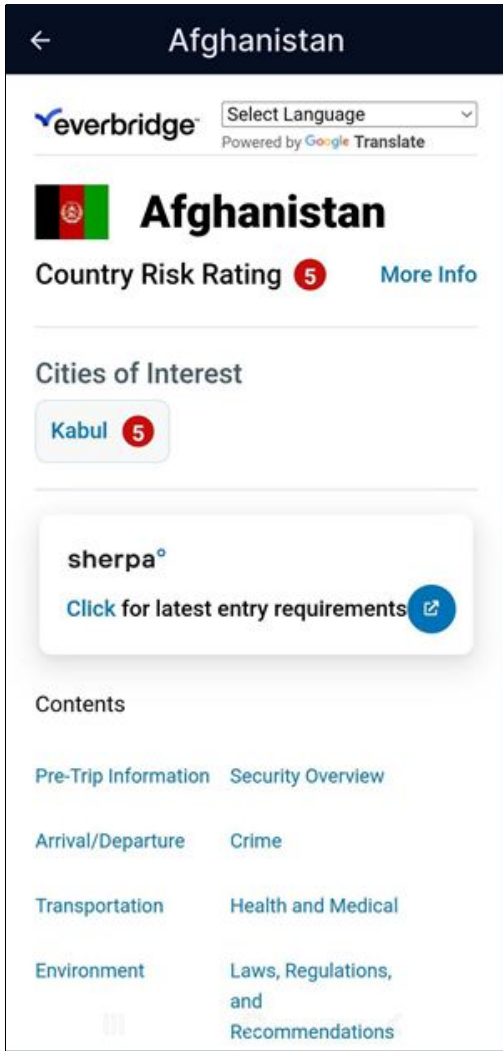 Afghanistan
everbridge
Select Language
Powered by Google Translate
Afghanistan
Country Risk Rating 5 More Info
Cities of Interest
Kabul 5
sherpa°
Click for latest entry requirements
Contents
Pre-Trip Information Security Overview
Arrival/Departure Crime
Transportation Health and Medical
Environment Laws, Regulations,
and
Recommendations